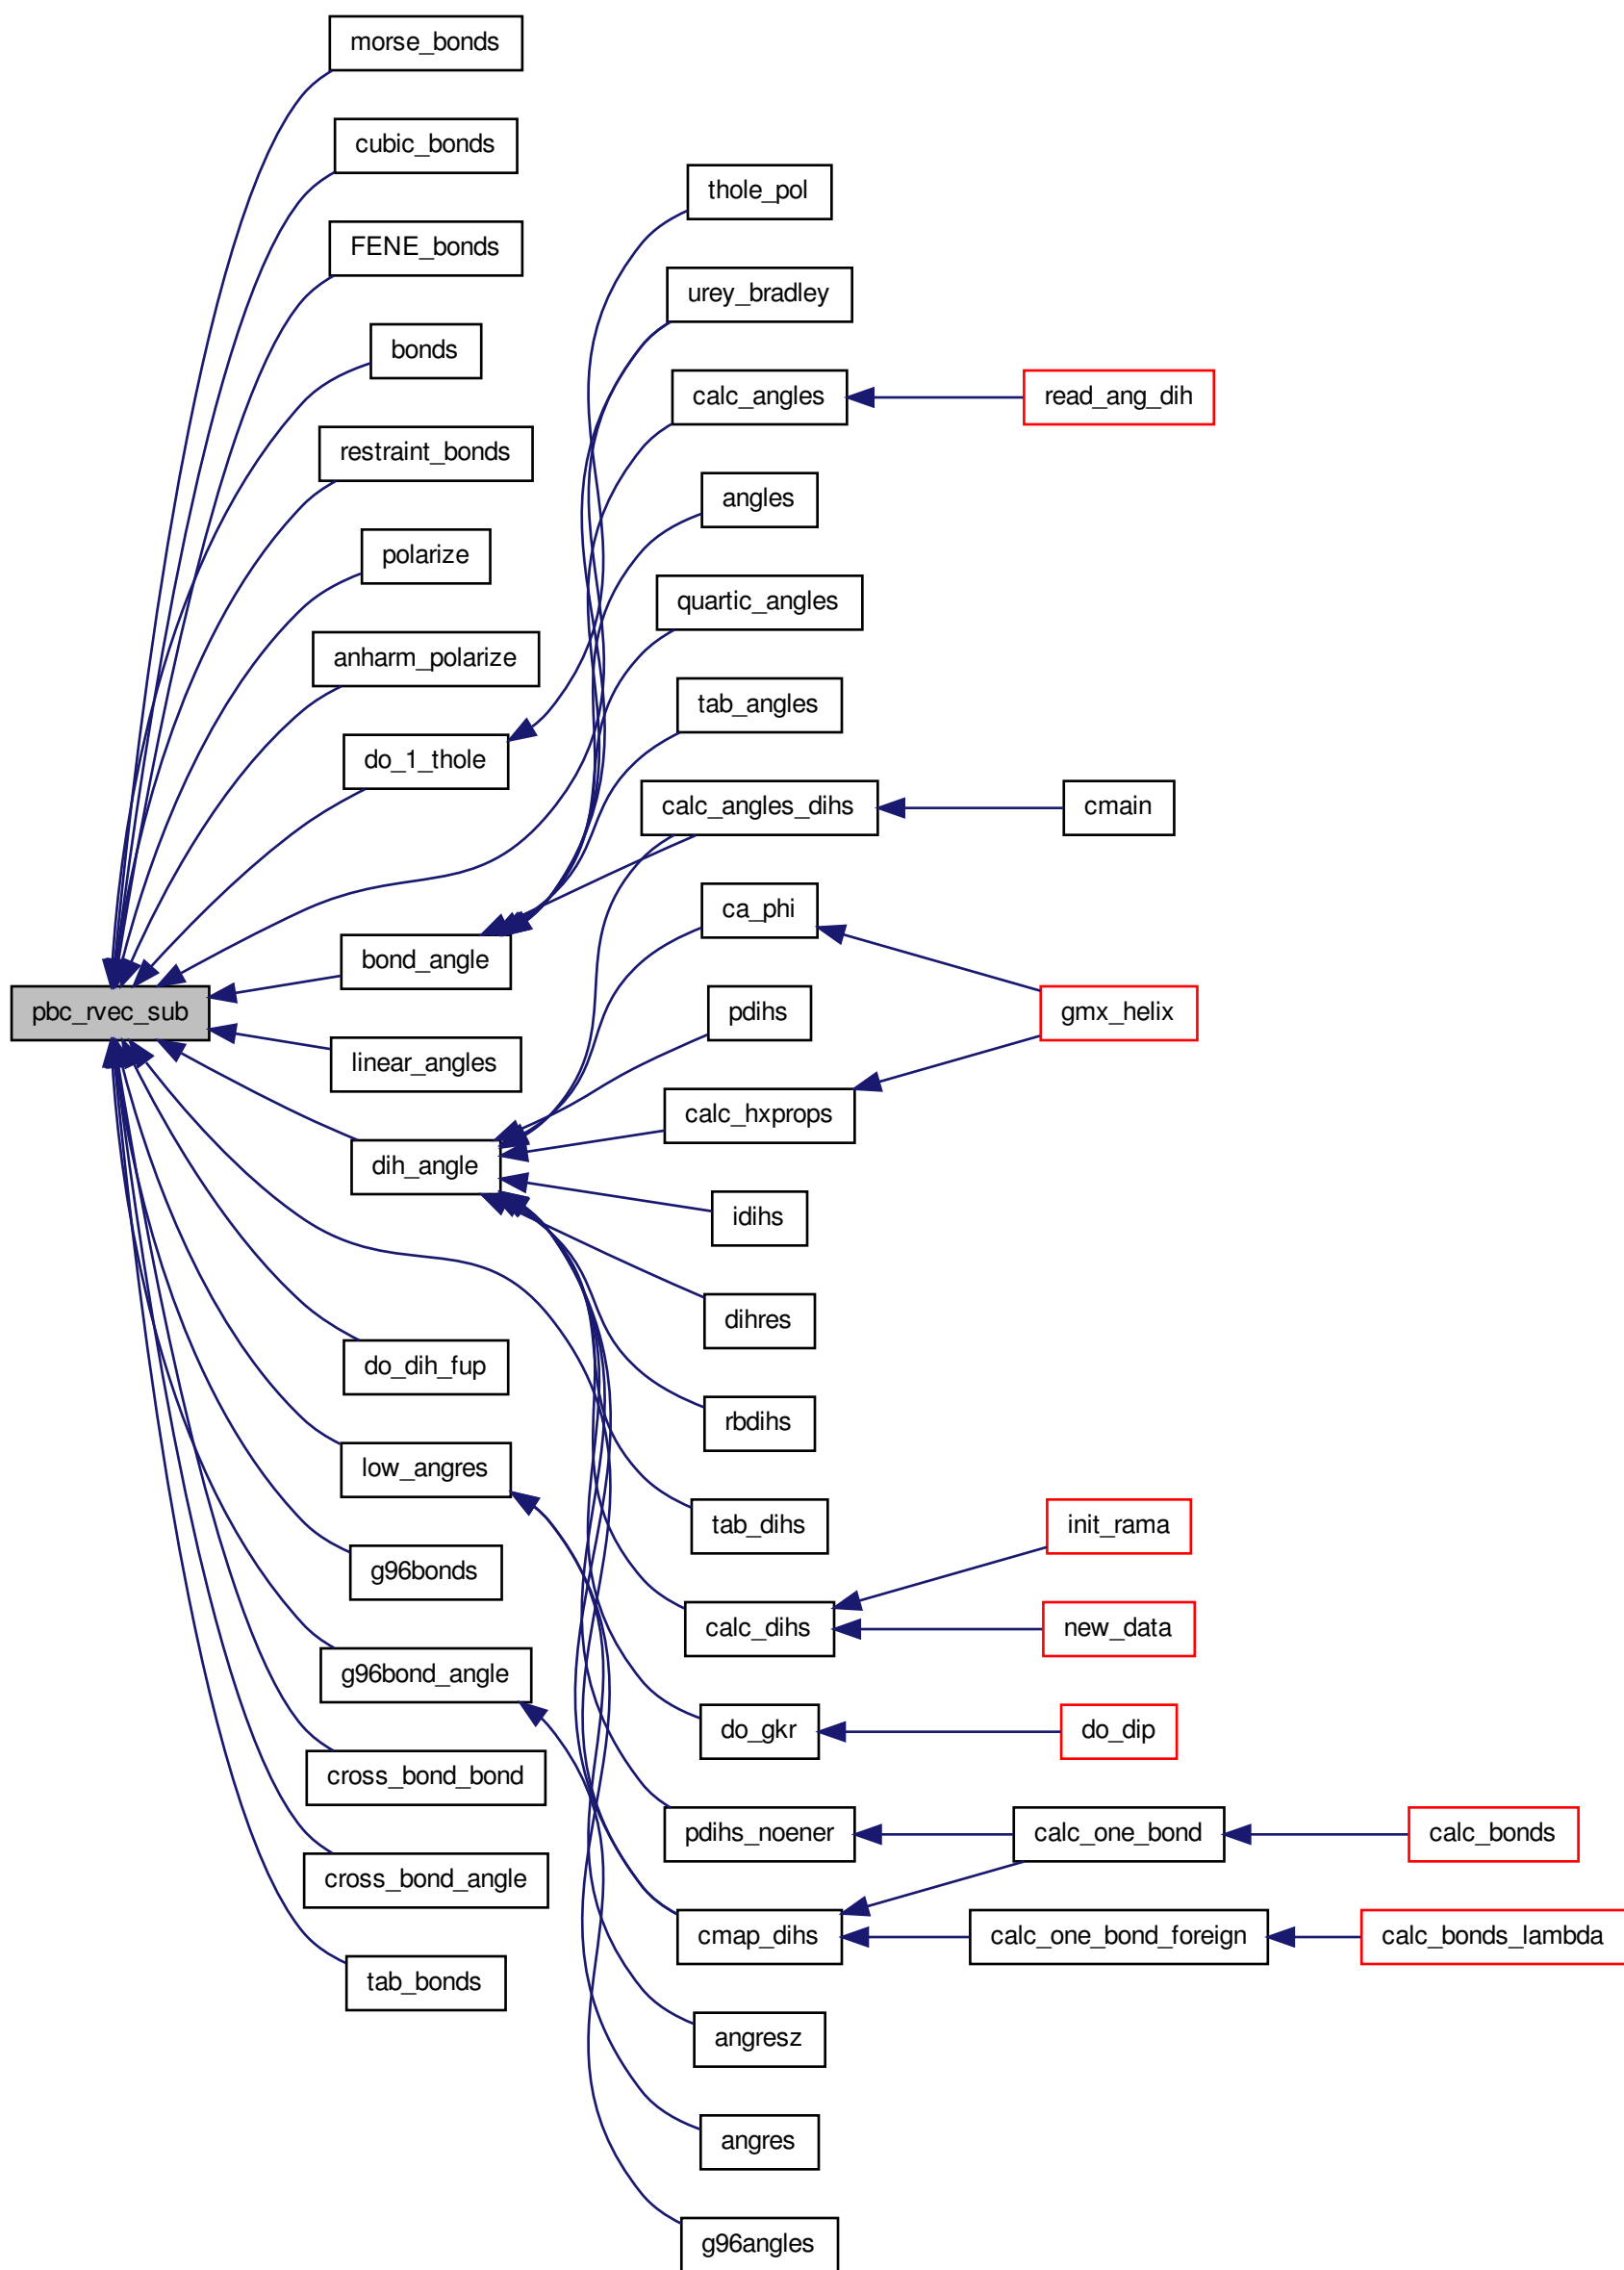 morse_bonds
cubic_bonds
FENE_bonds
bonds
restraint_bonds
polarize
anharm_polarize
do_1_thole
bond_angle
pbc_rvec_sub
linear_angles
dih_angle
do_dih_fup
low_angres
g96bonds
g96bond_angle
cross_bond_bond
cross_bond_angle
tab_bonds
thole_pol
urey_bradley
calc_angles
angles
quartic_angles
tab_angles
calc_angles_dihs
ca_phi
pdihs
calc_hxprops
idihs
dihres
rbdihs
tab_dihs
calc_dihs
do_gkr
pdihs_noener
cmap_dihs
angresz
angres
g96angles
read_ang_dih
cmain
gmx_helix
init_rama
new_data
do_dip
calc_one_bond
calc_one_bond_foreign
calc_bonds
calc_bonds_lambda